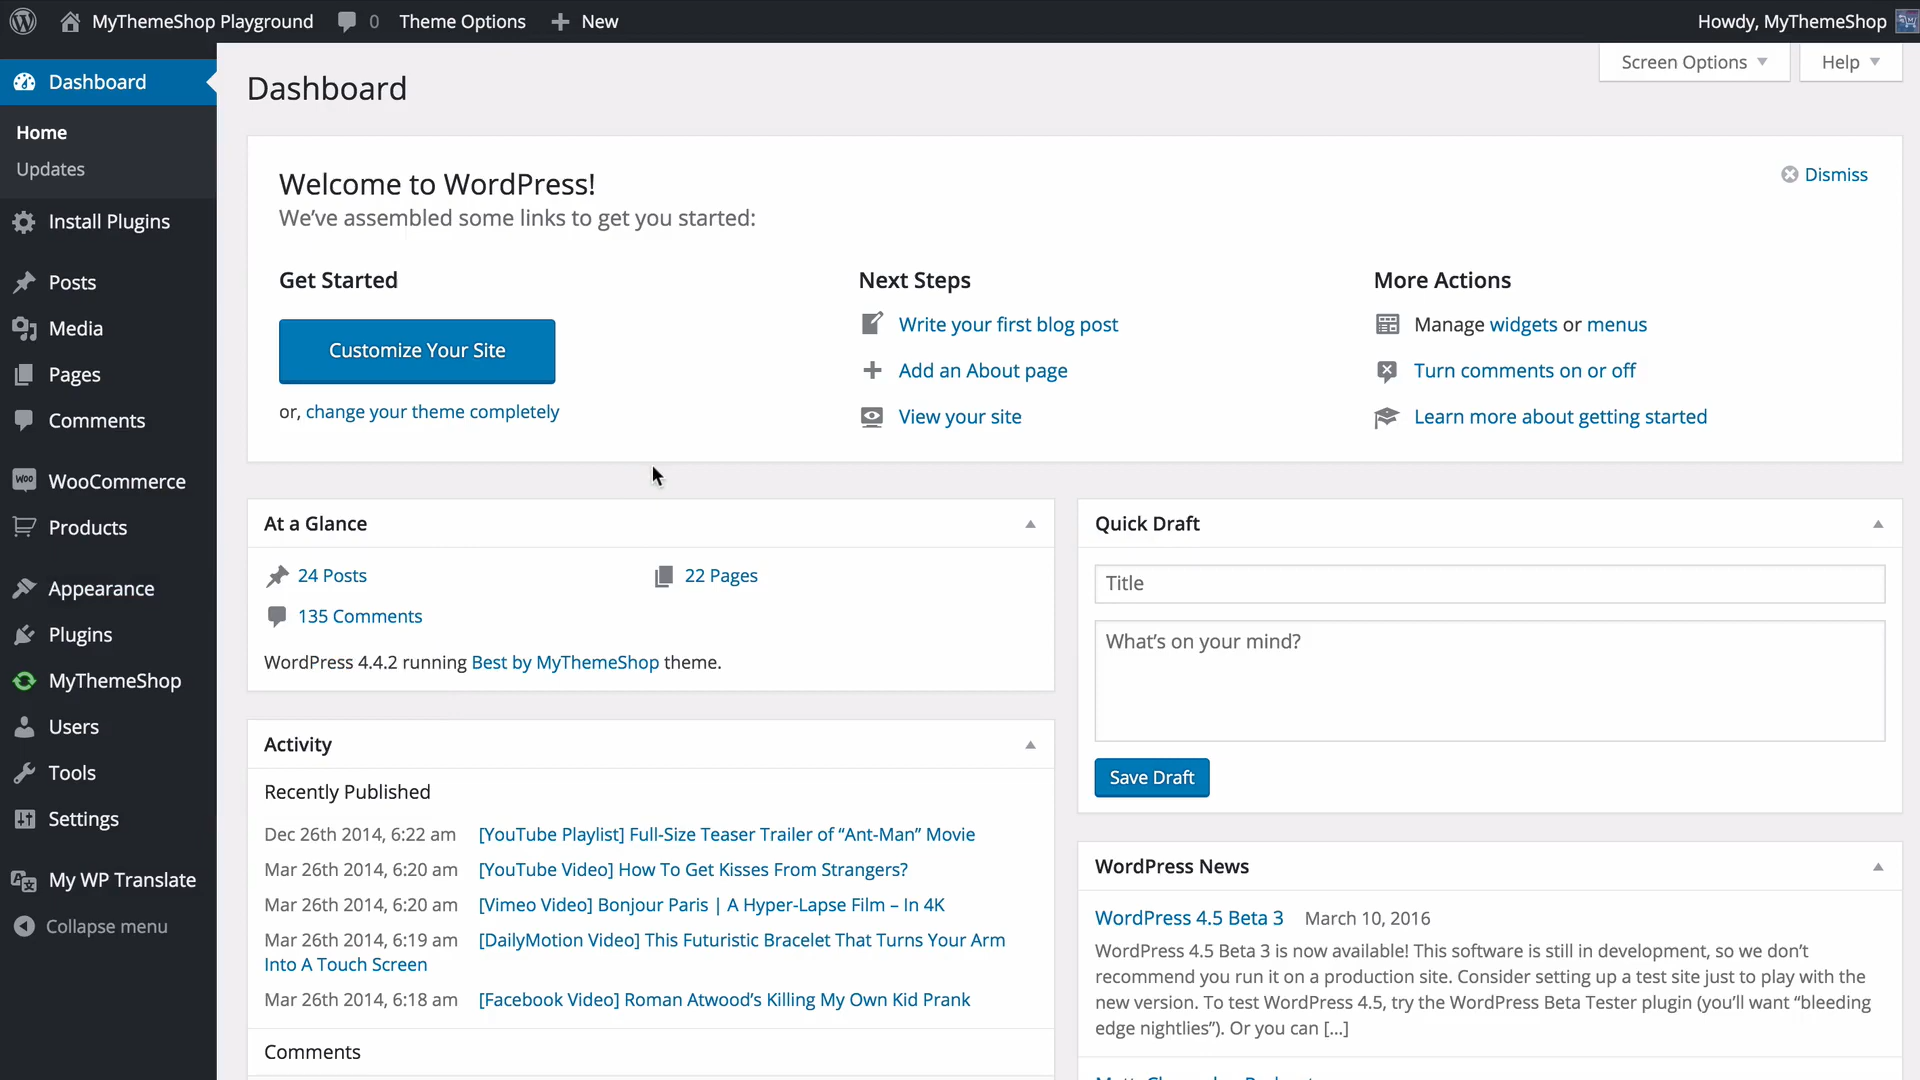 MyThemeShop Playground 0 Theme Options New Howdy, MyThemeShop
Screen Options Help
Dashboard
Home
Updates
Install Plugins
Posts
Media
Pages
Comments
WOO WooCommerce
Products
Appearance
Plugins
MyThemeShop
Users
Tools
Settings
My WP Translate
Collapse menu
Dashboard
Welcome to WordPress!
Dismiss
We've assembled some links to get you started:
Get Started
Customize Your Site
or, change your theme completely
Next Steps
Write your first blog post
Add an About page
View your site
More Actions
Manage widgets or menus
Turn comments on or off
Learn more about getting started
At a Glance
24 Posts
22 Pages
135 Comments
WordPress 4.4.2 running Best by MyThemeShop theme.
Activity
Recently Published
Dec 26th 2014, 6:22 am [YouTube Playlist] Full-Size Teaser Trailer of “Ant-Man” Movie
Mar 26th 2014, 6:20 am [YouTube Video] How To Get Kisses From Strangers?
Mar 26th 2014, 6:20 am [Vimeo Video] Bonjour Paris | A Hyper-Lapse Film – In 4K
Mar 26th 2014, 6:19 am [DailyMotion Video] This Futuristic Bracelet That Turns Your Arm
Into A Touch Screen
Mar 26th 2014, 6:18 am [Facebook Video] Roman Atwood’s Killing My Own Kid Prank
Comments
Quick Draft
Title
What’s on your mind?
Save Draft
WordPress News
WordPress 4.5 Beta 3 March 10, 2016
WordPress 4.5 Beta 3 is now available! This software is still in development, so we don’t
recommend you run it on a production site. Consider setting up a test site just to play with the
new version. To test WordPress 4.5, try the WordPress Beta Tester plugin (you’ll want “bleeding
edge nightlies”). Or you can [...]